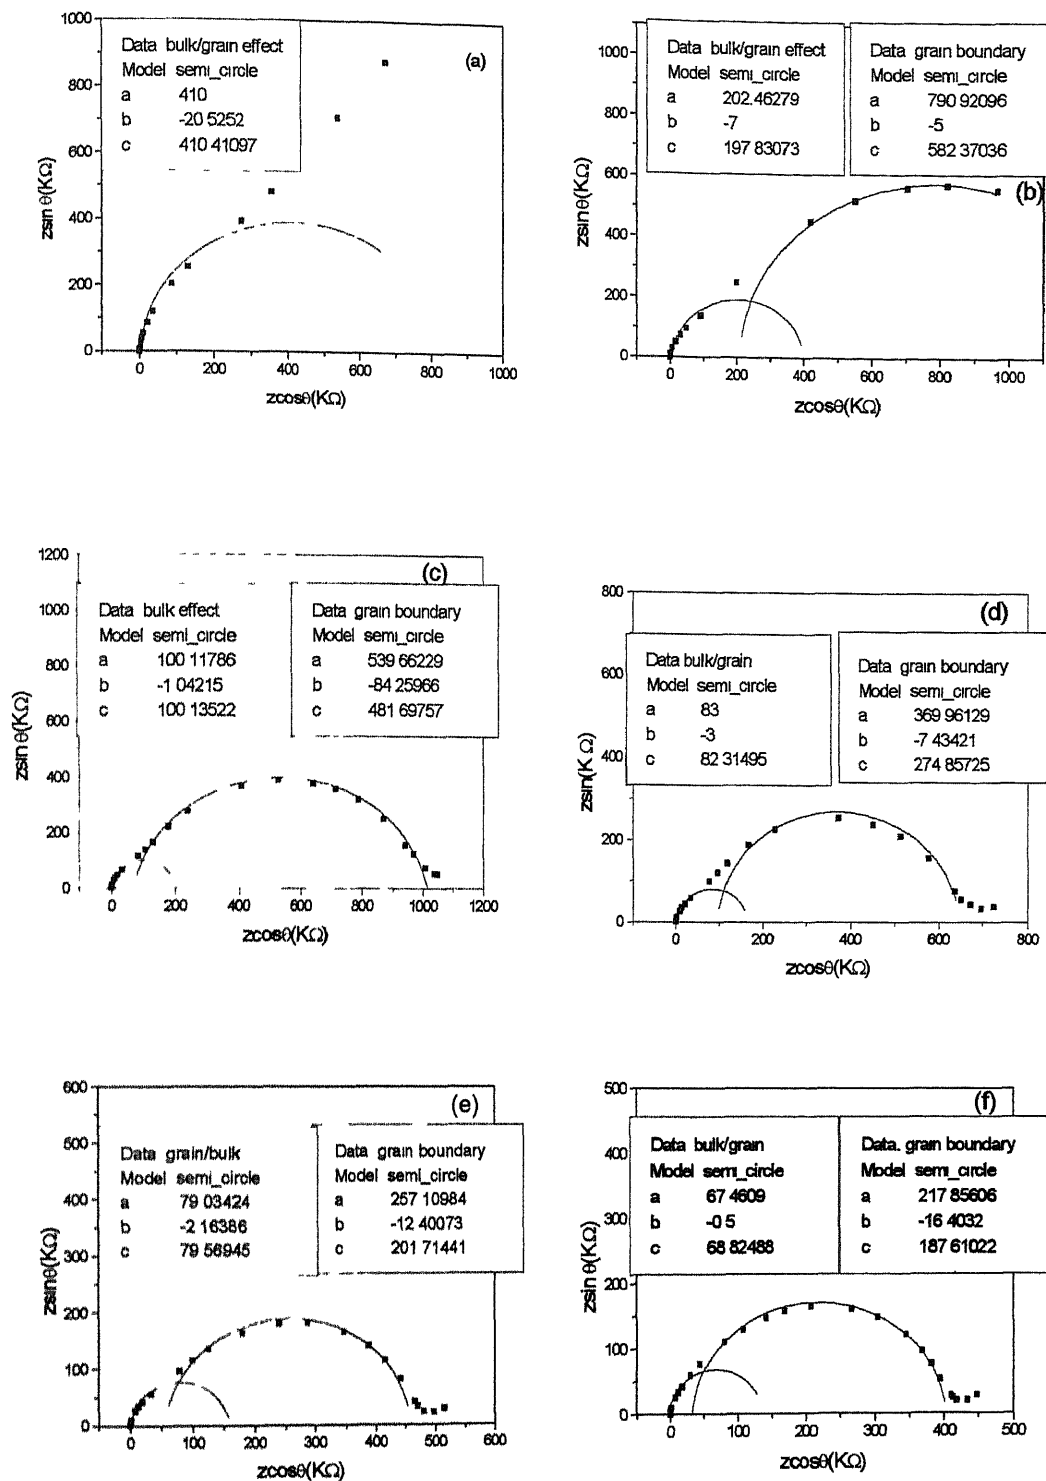 (a)
Data bulk/grain effect
Model semi_circle
a 410
b -20 5252
c 410 41097
zsin θ(KΩ)
1000
800
600
400
200
0
0 200 400 600 800 1000
zcosθ(KΩ)
(b)
Data bulk/grain effect
Model semi_circle
a 202.46279
b -7
c 197 83073
Data grain boundary
Model semi_circle
a 790 92096
b -5
c 582 37036
zsin θ(KΩ)
1000
800
600
400
200
0
0 200 400 600 800 1000
zcosθ(KΩ)
(c)
Data bulk effect
Model semi_circle
a 100 11786
b -1 04215
c 100 13522
Data grain boundary
Model semi_circle
a 539 66229
b -84 25966
c 481 69757
zsin θ(KΩ)
1200
1000
800
600
400
200
0
0 200 400 600 800 1000 1200
zcosθ(KΩ)
(d)
Data bulk/grain
Model semi_circle
a 83
b -3
c 82 31495
Data grain boundary
Model semi_circle
a 369 96129
b -7 43421
c 274 85725
zsin(KΩ)
800
700
600
500
400
300
200
100
0
0 200 400 600 800
zcosθ(KΩ)
(e)
Data grain/bulk
Model semi_circle
a 79 03424
b -2 16386
c 79 56945
Data grain boundary
Model semi_circle
a 257 10984
b -12 40073
c 201 71441
zsinθ(KΩ)
600
500
400
300
200
100
0
0 100 200 300 400 500 600
zcosθ(KΩ)
(f)
Data bulk/grain
Model semi_circle
a 67 4609
b -0 5
c 68 82488
Data. grain boundary
Model semi_circle
a 217 85606
b -16 4032
c 187 61022
zsin θ(KΩ)
500
400
300
200
100
0
0 100 200 300 400 500
zcosθ(KΩ)